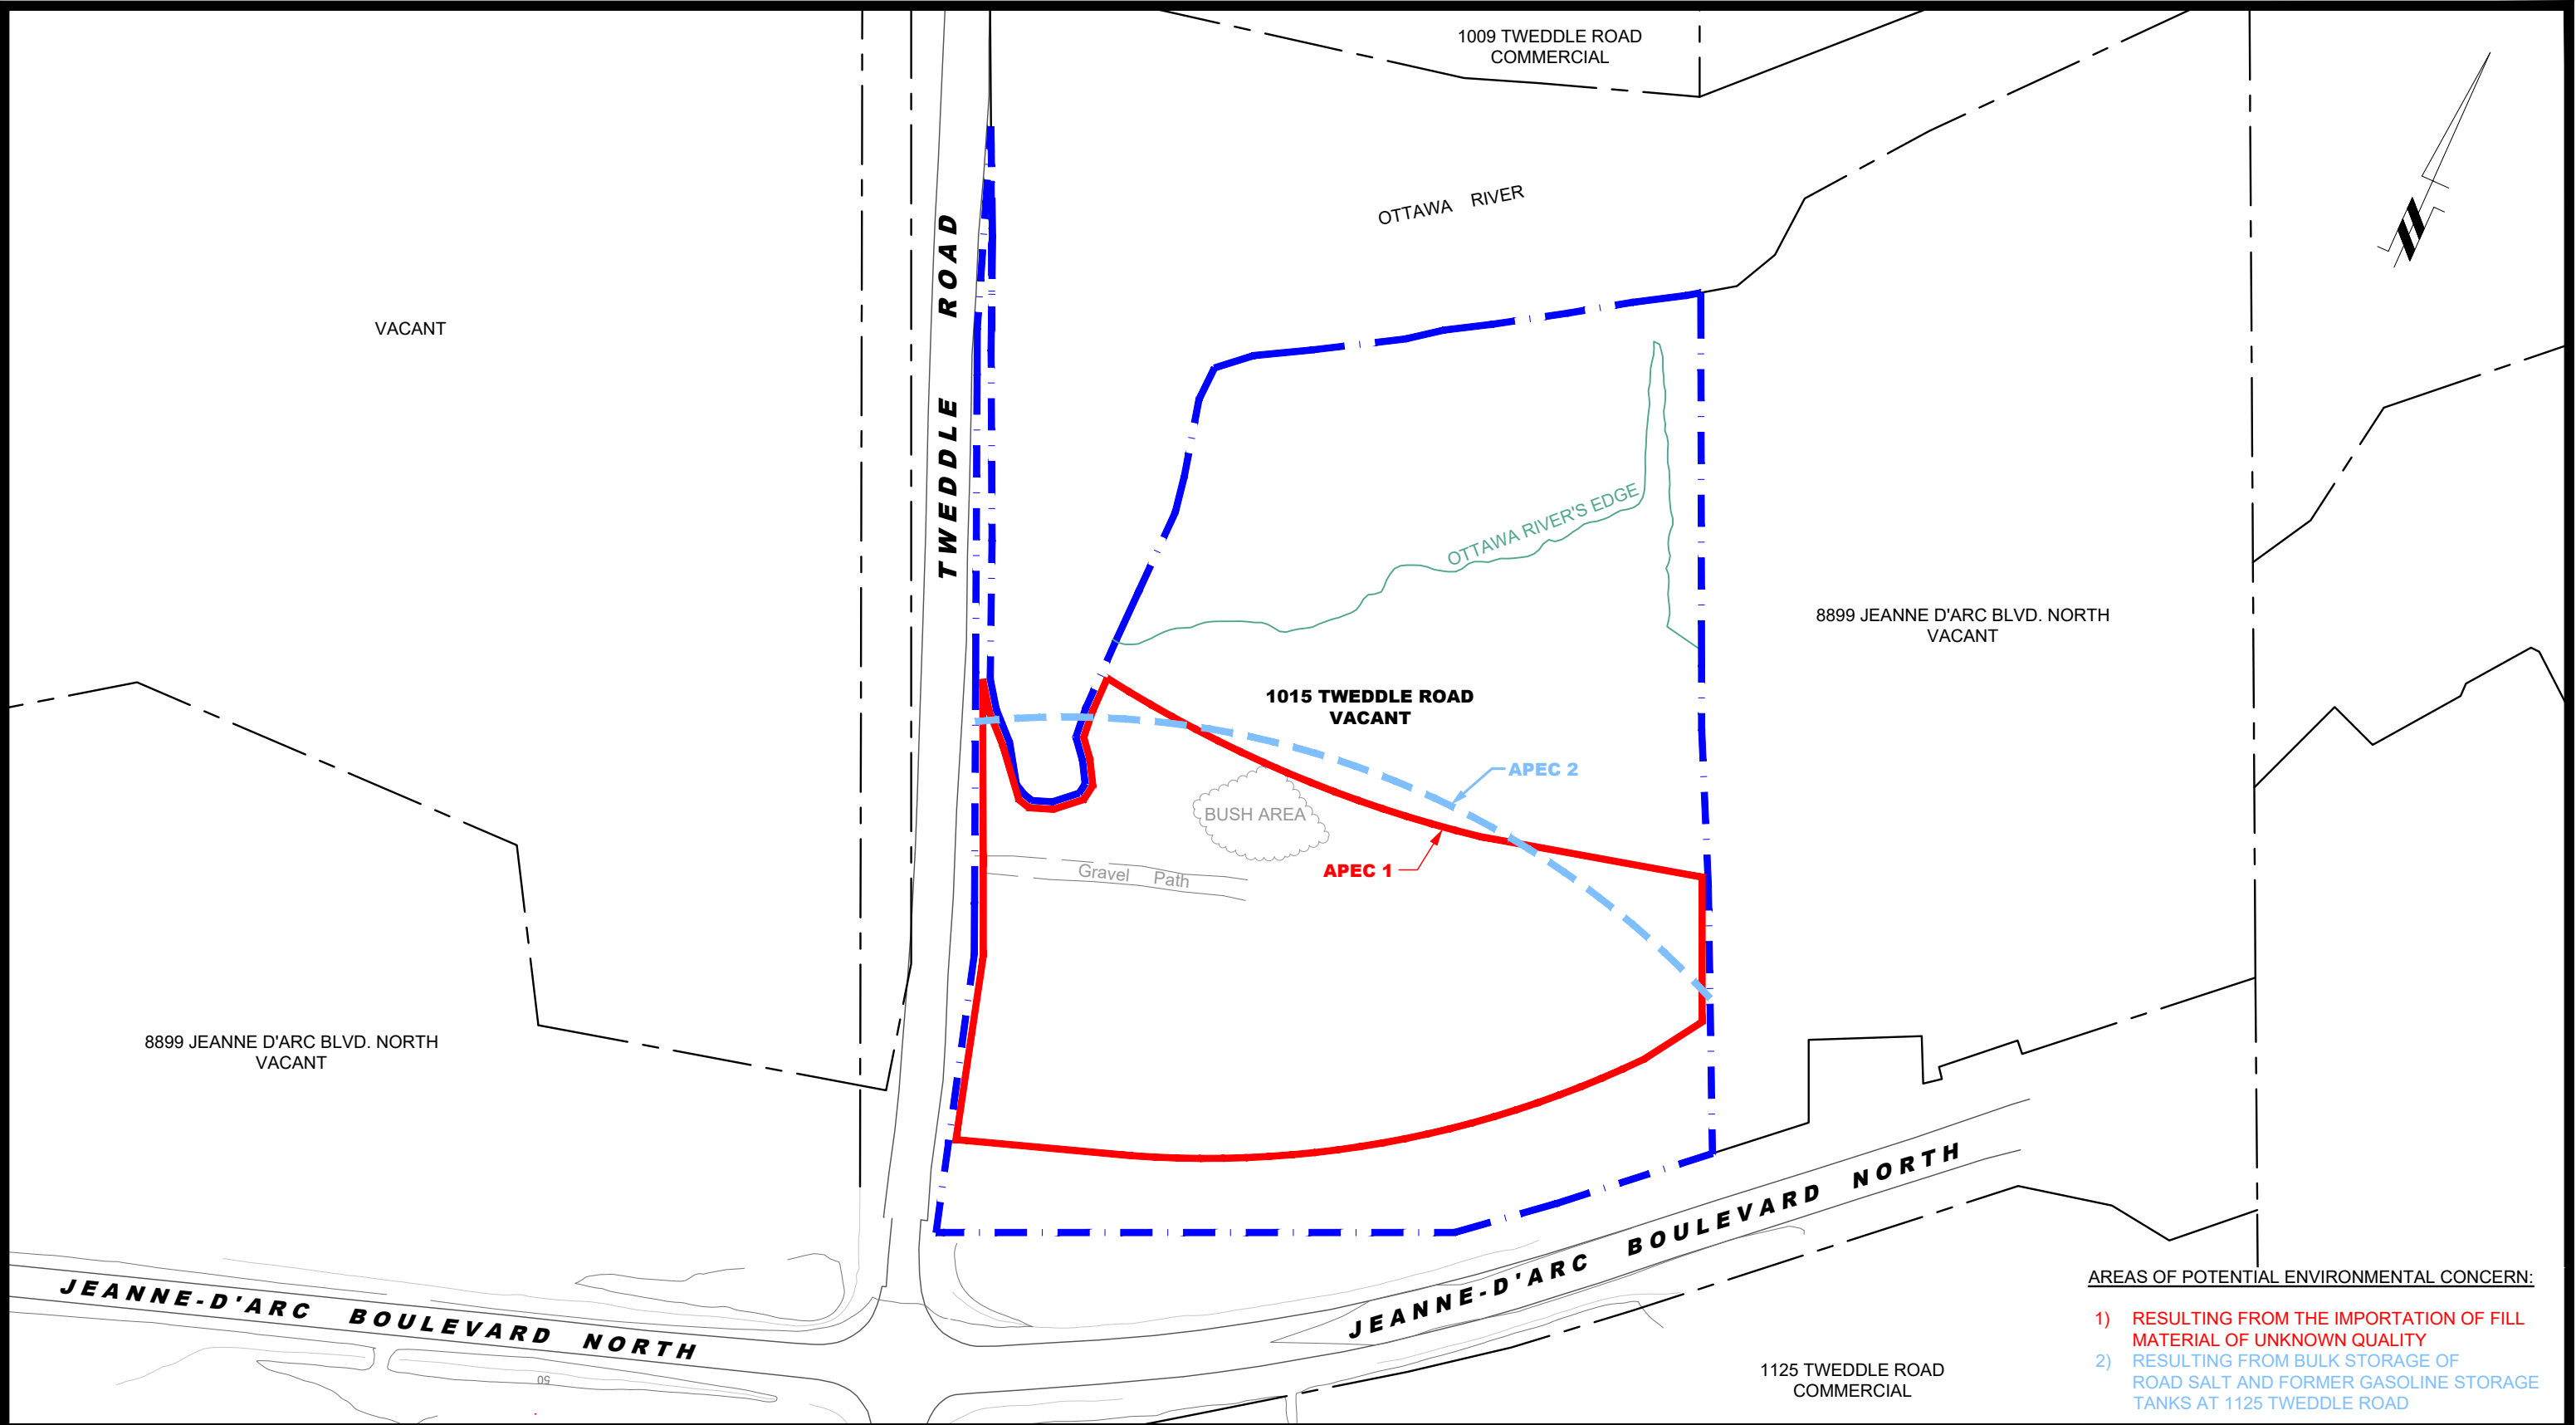 1009 TWEDDLE ROAD
COMMERCIAL
OTTAWA RIVER
VACANT
TWEDDLE ROAD
OTTAWA RIVER'S EDGE
8899 JEANNE D'ARC BLVD. NORTH
VACANT
1015 TWEDDLE ROAD
VACANT
APEC 2
BUSH AREA
APEC 1
Gravel Path
8899 JEANNE D'ARC BLVD. NORTH
VACANT
JEANNE-D'ARC BOULEVARD NORTH
JEANNE-D'ARC BOULEVARD NORTH
50
1125 TWEDDLE ROAD
COMMERCIAL
AREAS OF POTENTIAL ENVIRONMENTAL CONCERN:
1) RESULTING FROM THE IMPORTATION OF FILL
MATERIAL OF UNKNOWN QUALITY
2) RESULTING FROM BULK STORAGE OF
ROAD SALT AND FORMER GASOLINE STORAGE
TANKS AT 1125 TWEDDLE ROAD